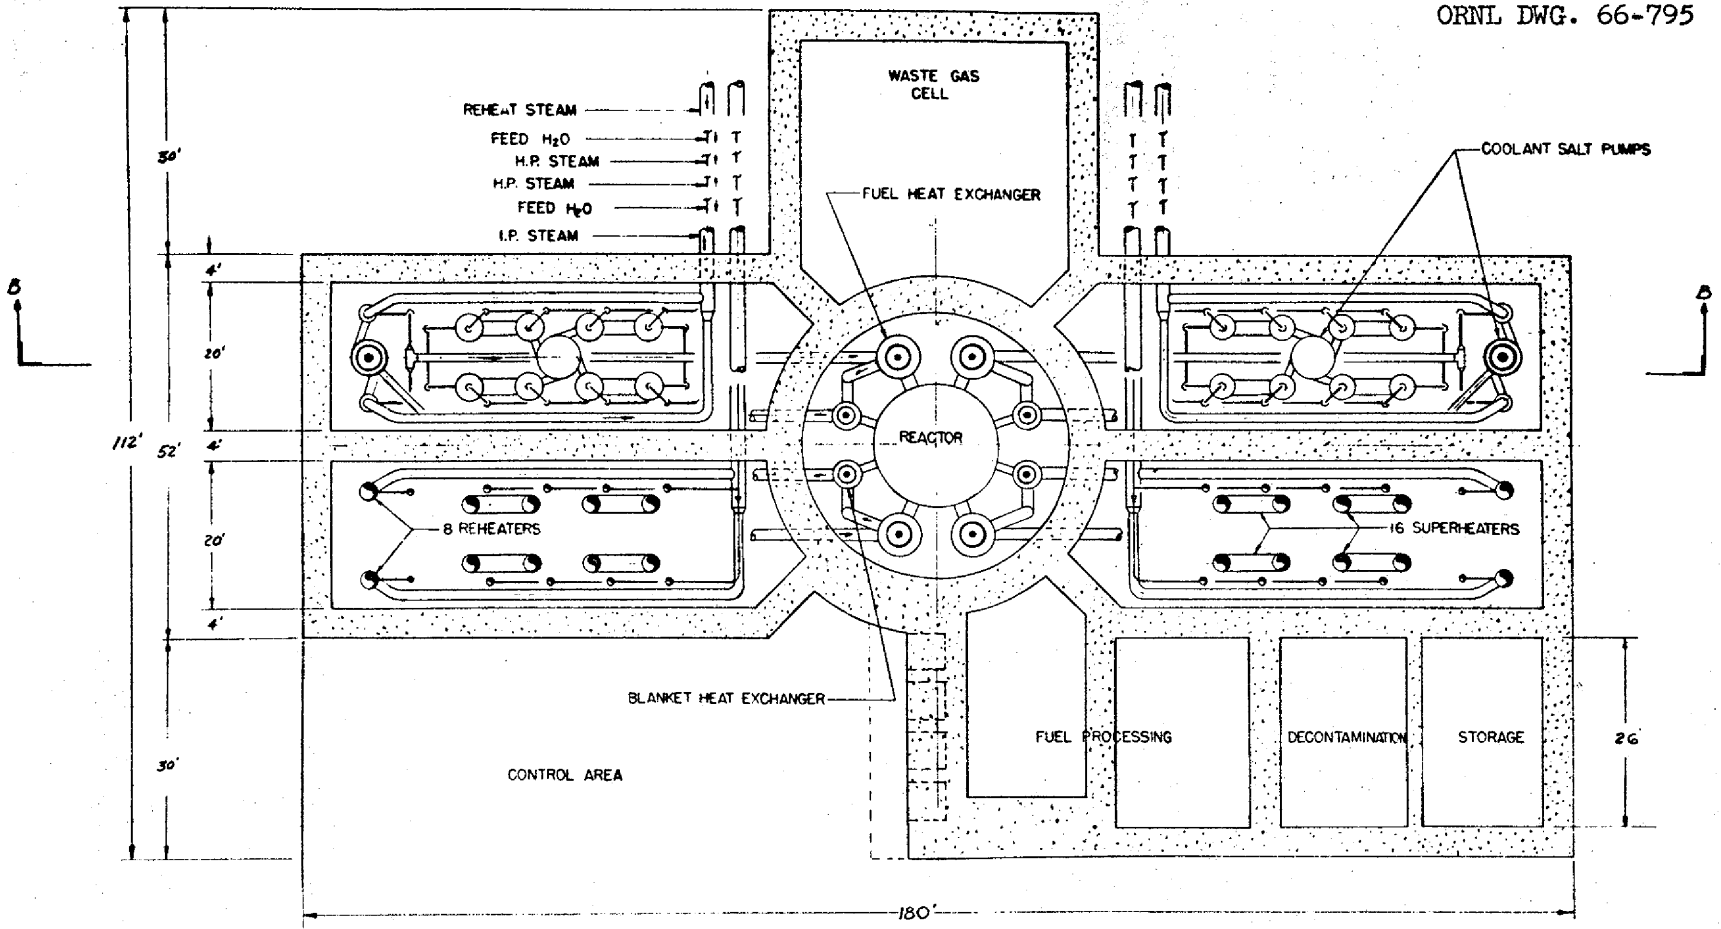 ORNL DWG. 66-795
WASTE GAS
CELL
REHEAT STEAM
FEED H₂O
H.P. STEAM
H.P. STEAM
FEED H₂O
I.P. STEAM
COOLANT SALT PUMPS
FUEL HEAT EXCHANGER
30'
4'
B
B
20'
112'
52'
4'
REACTOR
8 REHEATERS
16 SUPERHEATERS
20'
4'
BLANKET HEAT EXCHANGER
FUEL PROCESSING
DECONTAMINATION
STORAGE
26'
30'
CONTROL AREA
180'